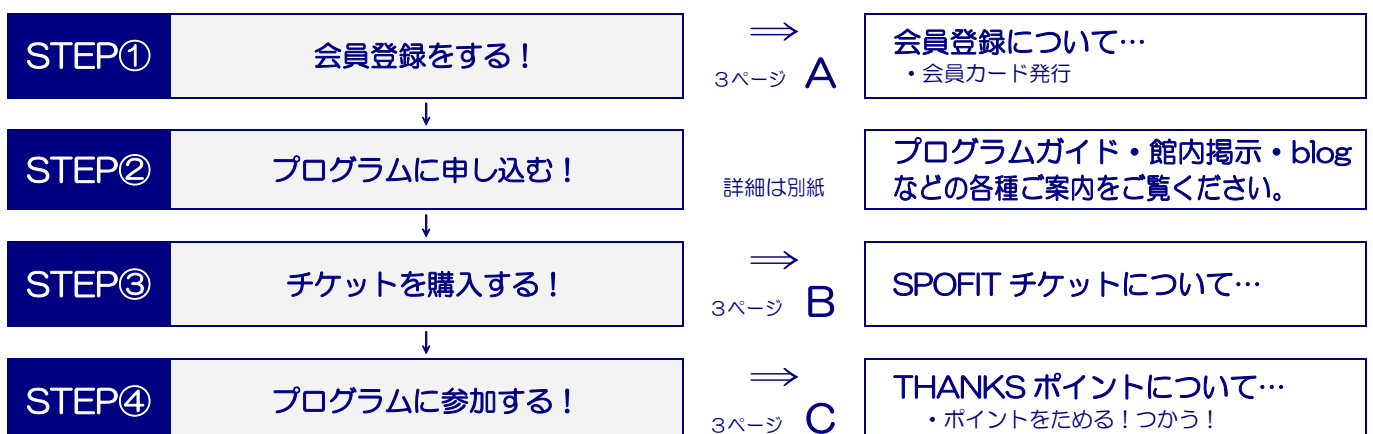 STEP① 会員登録をする！ ⇒ 会員登録について…
3ページ A ・会員カード発行
↓
STEP② プログラムに申し込む！ 詳細は別紙 プログラムガイド・館内掲示・blog
などの各種ご案内をご覧ください。
↓
STEP③ チケットを購入する！ ⇒ SPOFIT チケットについて…
3ページ B
↓
STEP④ プログラムに参加する！ ⇒ THANKS ポイントについて…
3ページ C ・ポイントをためる！つかう！